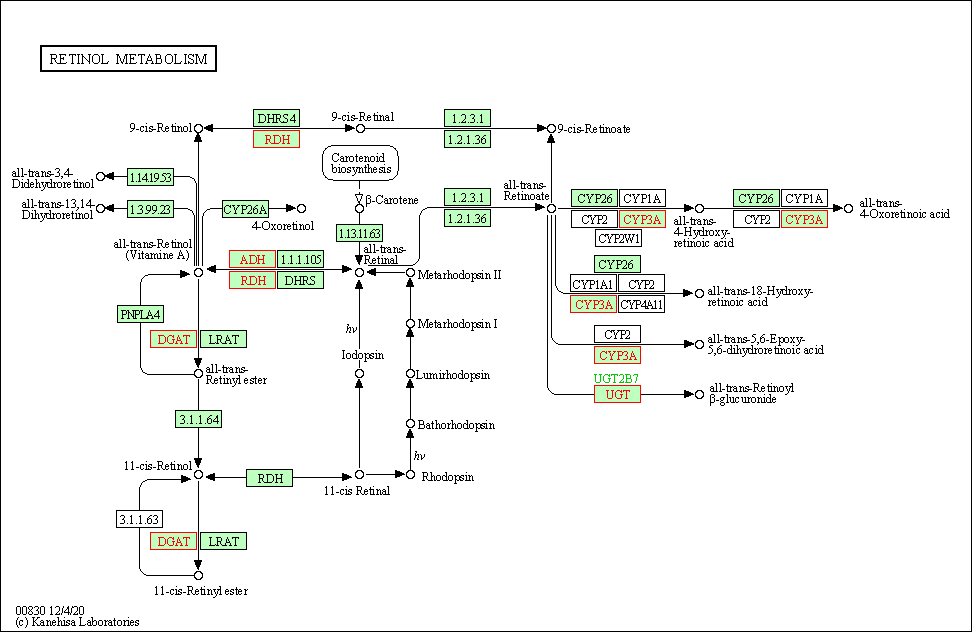 RETINOL METABOLISM
9-cis-Retinol
DHRS4
RDH
9-cis-Retinal
1.2.3.1
1.2.1.36
9-cis-Retinoate
Carotenoid
biosynthesis
all-trans-3,4-
Didehydroretinol
1.14.19.53
all-trans-13,14-
Dihydroretinol
1.3.99.23
CYP26A
4-Oxoretinol
β-Carotene
1.13.11.63
all-trans-
Retinal
1.2.3.1
1.2.1.36
all-trans-
Retinoate
CYP26
CYP1A
CYP2
CYP3A
CYP2W1
all-trans-
4-Hydroxy-
retinoic acid
CYP26
CYP1A
CYP2
CYP3A
all-trans-
4-Oxoretinoic acid
all-trans-Retinol
(Vitamine A)
ADH
1.1.1.105
RDH
DHRS
Metarhodopsin II
CYP26
CYP1A1
CYP2
CYP3A
CYP4A11
all-trans-18-Hydroxy-
retinoic acid
PNPLA4
DGAT
LRAT
hν
Iodopsin
Metarhodopsin I
CYP2
CYP3A
all-trans-5,6-Epoxy-
5,6-dihydroretinoic acid
all-trans-
Retinyl ester
Lumirhodopsin
UGT2B7
UGT
all-trans-Retinoyl
β-glucuronide
3.1.1.64
Bathorhodopsin
hν
11-cis-Retinol
RDH
11-cis Retinal
Rhodopsin
3.1.1.63
DGAT
LRAT
11-cis-Retinyl ester
00830 12/4/20
(c) Kanehisa Laboratories